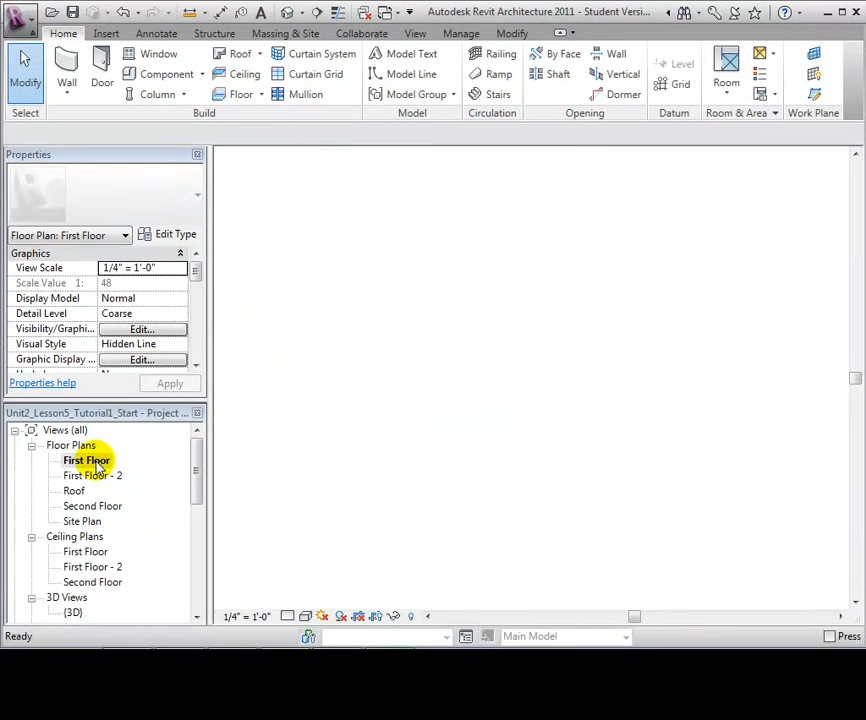 Autodesk Revit Architecture 2011 - Student Versi...
Home Insert Annotate Structure Massing & Site Collaborate View Manage Modify
Modify
Wall
Door
Window
Component
Column
Roof
Ceiling
Floor
Curtain System
Curtain Grid
Mullion
Model Text
Model Line
Model Group
Railing
Ramp
Stairs
By Face
Shaft
Wall
Vertical
Dormer
Level
Grid
Room
Select Build Model Circulation Opening Datum Room & Area Work Plane
Properties
Floor Plan: First Floor Edit Type
Graphics
View Scale 1/4" = 1'-0"
Scale Value 1: 48
Display Model Normal
Detail Level Coarse
Visibility/Graphi... Edit...
Visual Style Hidden Line
Graphic Display ... Edit...
Properties help Apply
Unit2_Lesson5_Tutorial1_Start - Project ...
Views (all)
Floor Plans
First Floor
First Floor - 2
Roof
Second Floor
Site Plan
Ceiling Plans
First Floor
First Floor - 2
Second Floor
3D Views
{3D}
1/4" = 1'-0"
Ready Main Model Press